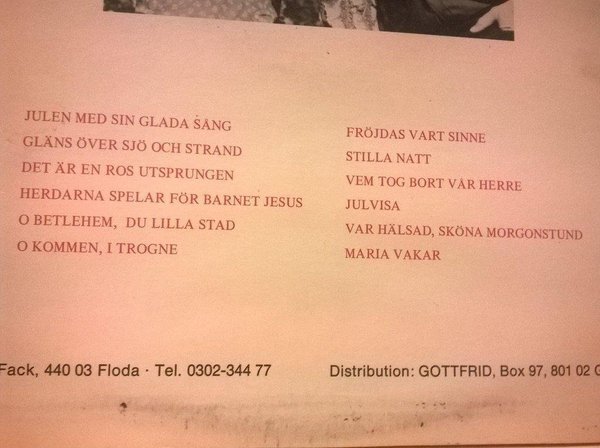 JULEN MED SIN GLADA SÅNG
GLÄNS ÖVER SJÖ OCH STRAND
DET ÄR EN ROS UTSPRUNGEN
HERDARNA SPELAR FÖR BARNET JESUS
O BETLEHEM, DU LILLA STAD
O KOMMEN, I TROGNE
FRÖJDAS VART SINNE
STILLA NATT
VEM TOG BORT VÅR HERRE
JULVISA
VAR HÄLSAD, SKÖNA MORGONSTUND
MARIA VAKAR
Fack, 440 03 Floda · Tel. 0302-344 77
Distribution: GOTTFRID, Box 97, 801 02 G